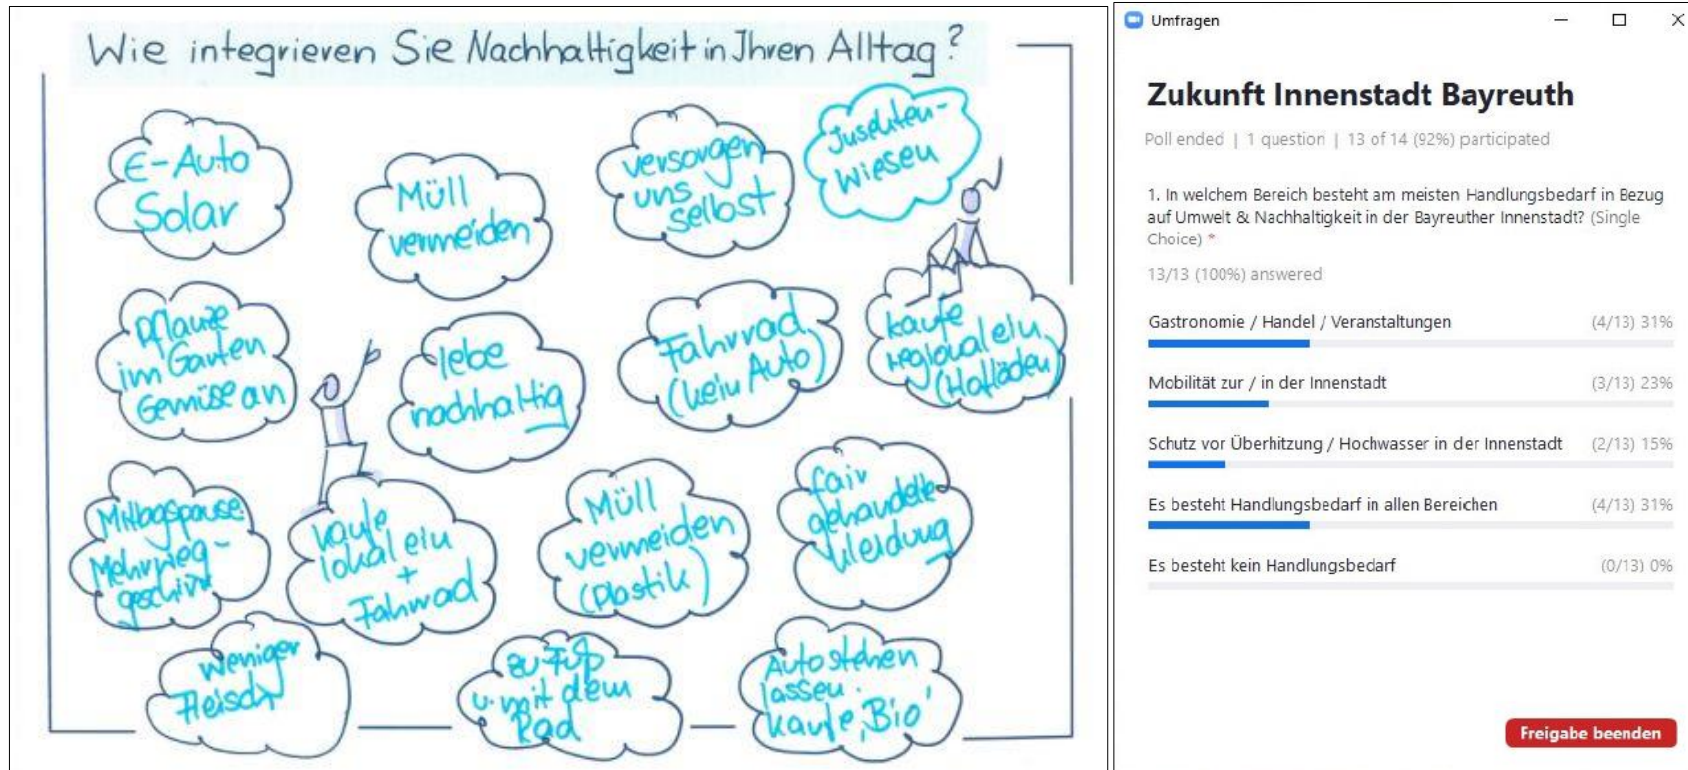 Wie integrieren Sie Nachhaltigkeit in Ihren Alltag?
E-Auto
Solar
Müll
vermeiden
versorgen
uns
selbst
Insekten-
wiesen
Pflanze
im Garten
Gemüse an
lebe
nachhaltig
Fahrrad
(kein Auto)
kaufe
regional ein
(Hofläden)
Mittagspause:
Mehrweg-
geschirr
kaufe
lokal ein
+
Fahrrad
Müll
vermeiden
(Plastik)
fair
gehandelte
Kleidung
weniger
Fleisch
zu Fuß
u. mit dem
Rad
Auto stehen
lassen.
kaufe 'Bio'
Umfragen
Zukunft Innenstadt Bayreuth
Poll ended | 1 question | 13 of 14 (92%) participated
1. In welchem Bereich besteht am meisten Handlungsbedarf in Bezug
auf Umwelt & Nachhaltigkeit in der Bayreuther Innenstadt? (Single
Choice) *
13/13 (100%) answered
Gastronomie / Handel / Veranstaltungen (4/13) 31%
Mobilität zur / in der Innenstadt (3/13) 23%
Schutz vor Überhitzung / Hochwasser in der Innenstadt (2/13) 15%
Es besteht Handlungsbedarf in allen Bereichen (4/13) 31%
Es besteht kein Handlungsbedarf (0/13) 0%
Freigabe beenden